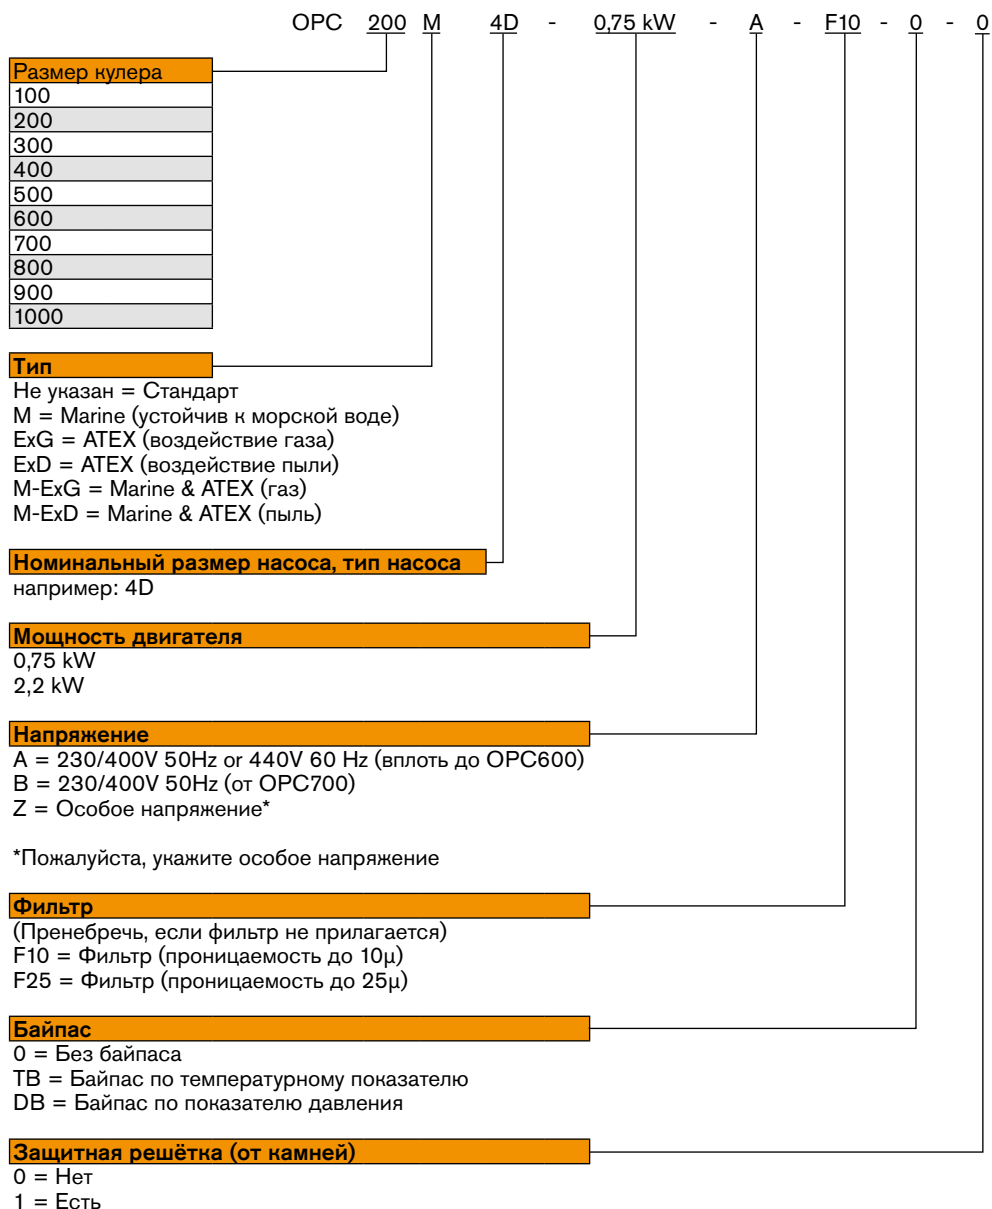 OPC 200 M 4D - 0,75 kW - A - F10 - 0 - 0
Размер кулера
100
200
300
400
500
600
700
800
900
1000
Тип
Не указан = Стандарт
M = Marine (устойчив к морской воде)
ExG = ATEX (воздействие газа)
ExD = ATEX (воздействие пыли)
M-ExG = Marine & ATEX (газ)
M-ExD = Marine & ATEX (пыль)
Номинальный размер насоса, тип насоса
например: 4D
Мощность двигателя
0,75 kW
2,2 kW
Напряжение
A = 230/400V 50Hz or 440V 60 Hz (вплоть до OPC600)
B = 230/400V 50Hz (от OPC700)
Z = Особое напряжение*
*Пожалуйста, укажите особое напряжение
Фильтр
(Пренебречь, если фильтр не прилагается)
F10 = Фильтр (проницаемость до 10µ)
F25 = Фильтр (проницаемость до 25µ)
Байпас
0 = Без байпаса
TB = Байпас по температурному показателю
DB = Байпас по показателю давления
Защитная решётка (от камней)
0 = Нет
1 = Есть